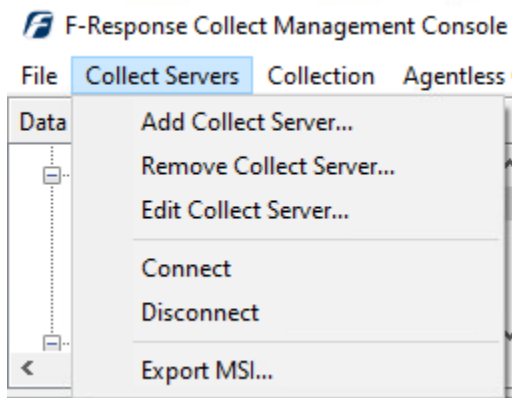 F-Response Collect Management Console
File Collect Servers Collection Agentless
Data
Add Collect Server...
Remove Collect Server...
Edit Collect Server...
Connect
Disconnect
Export MSI...